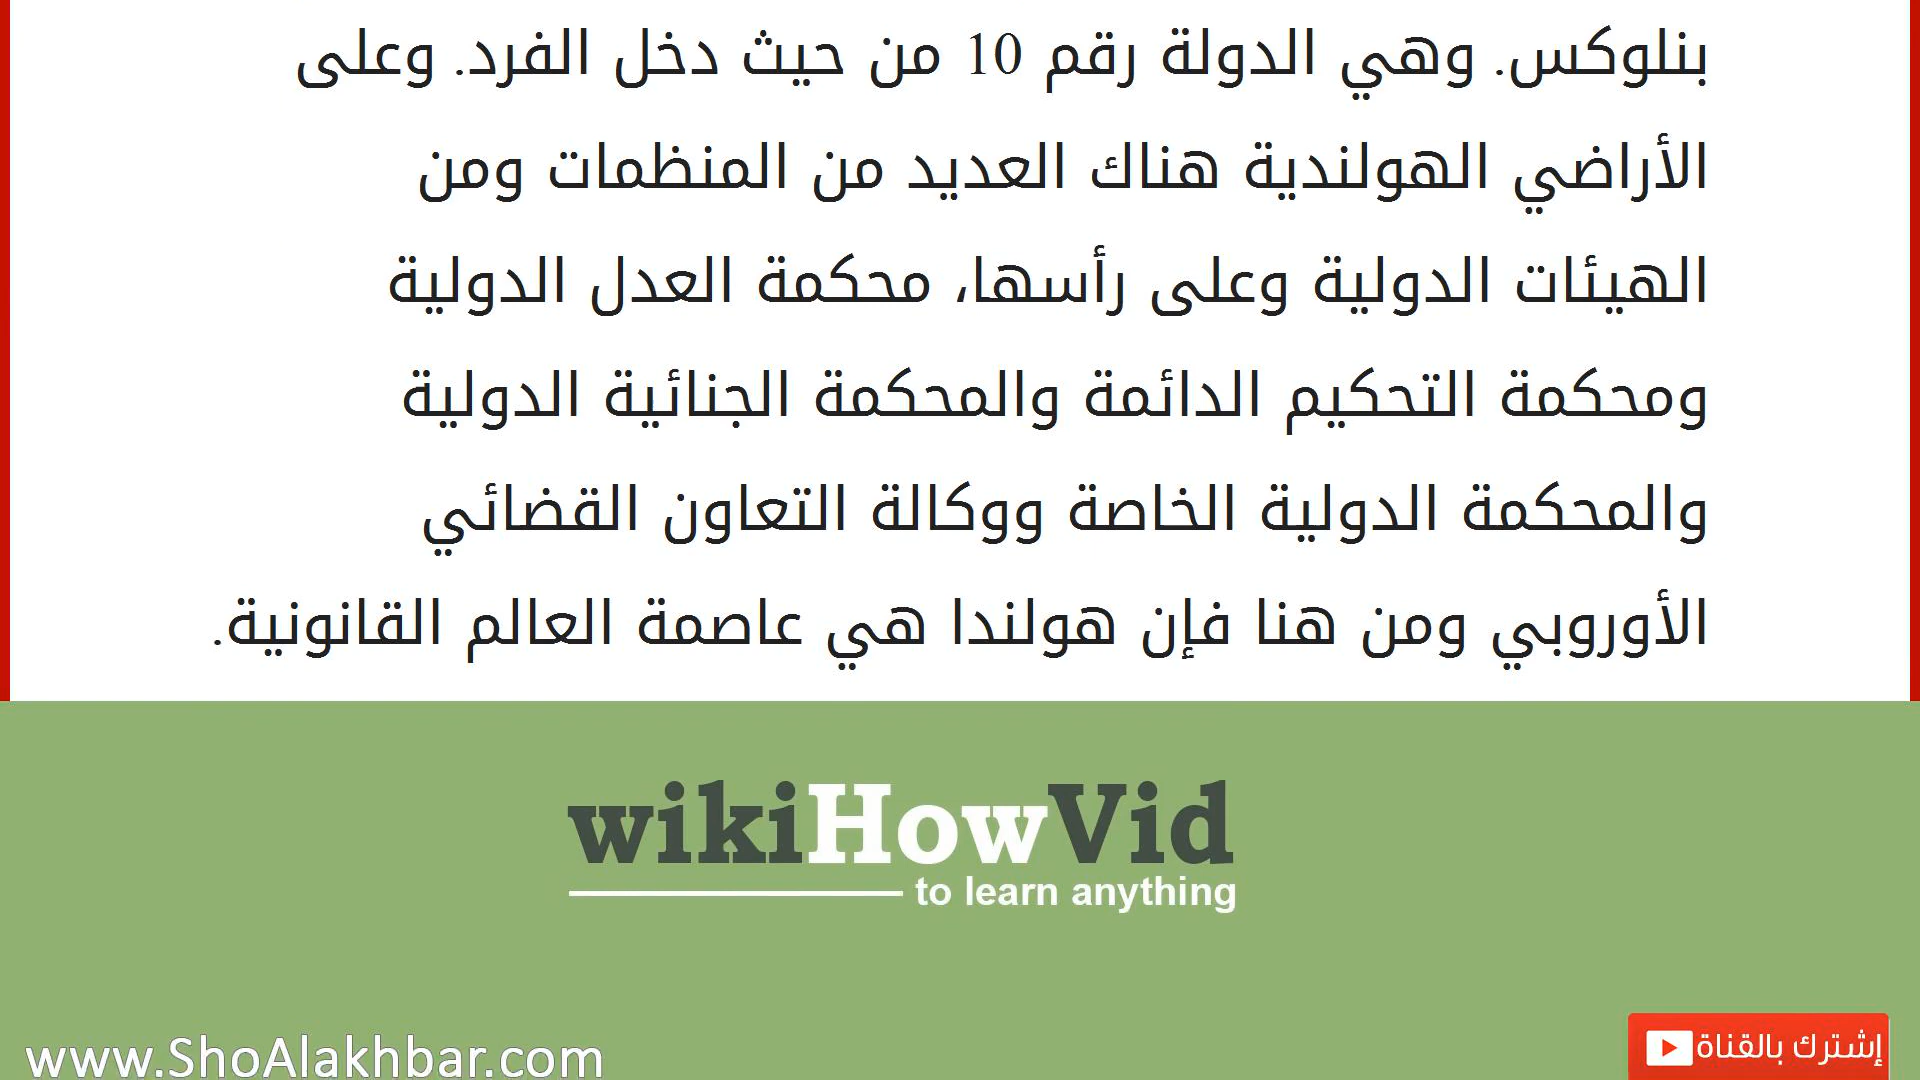 بنلوكس. وهي الدولة رقم 10 من حيث دخل الفرد. وعلى
الأراضي الهولندية هناك العديد من المنظمات ومن
الهيئات الدولية وعلى رأسها، محكمة العدل الدولية
ومحكمة التحكيم الدائمة والمحكمة الجنائية الدولية
والمحكمة الدولية الخاصة ووكالة التعاون القضائي
الأوروبي ومن هنا فإن هولندا هي عاصمة العالم القانونية.
wikiHowVid
to learn anything
www.ShoAlakhbar.com
إشترك بالقناة